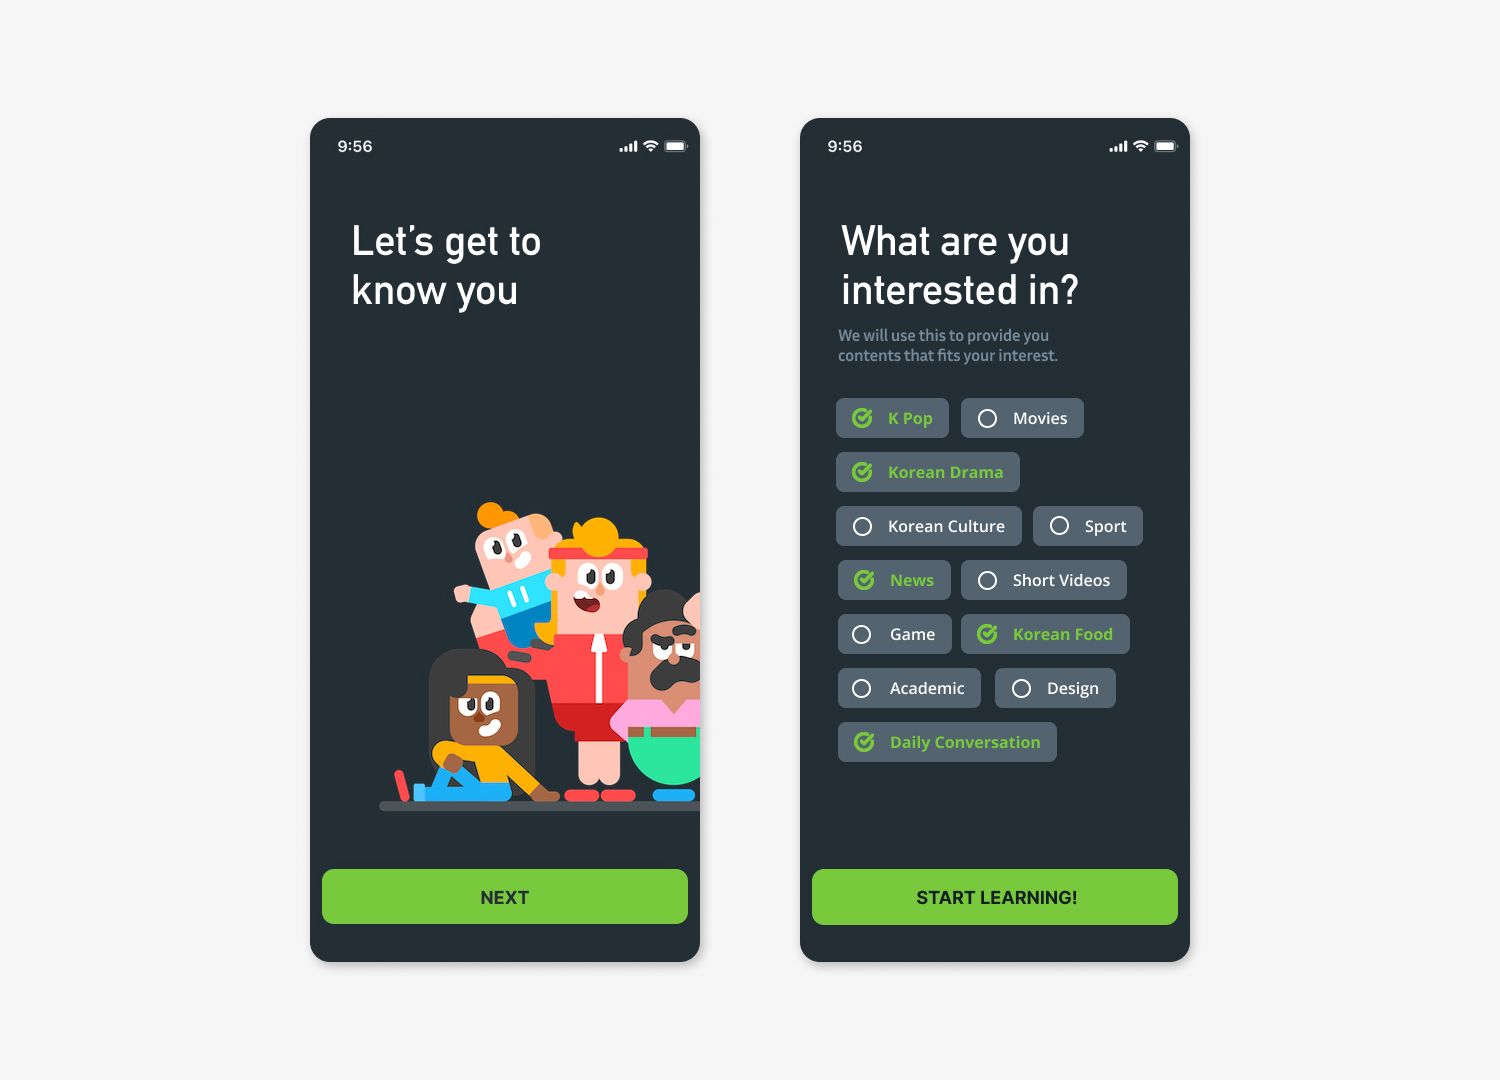 9:56
Let's get to
know you
NEXT
9:56
What are you
interested in?
We will use this to provide you
contents that fits your interest.
K Pop
Movies
Korean Drama
Korean Culture
Sport
News
Short Videos
Game
Korean Food
Academic
Design
Daily Conversation
START LEARNING!